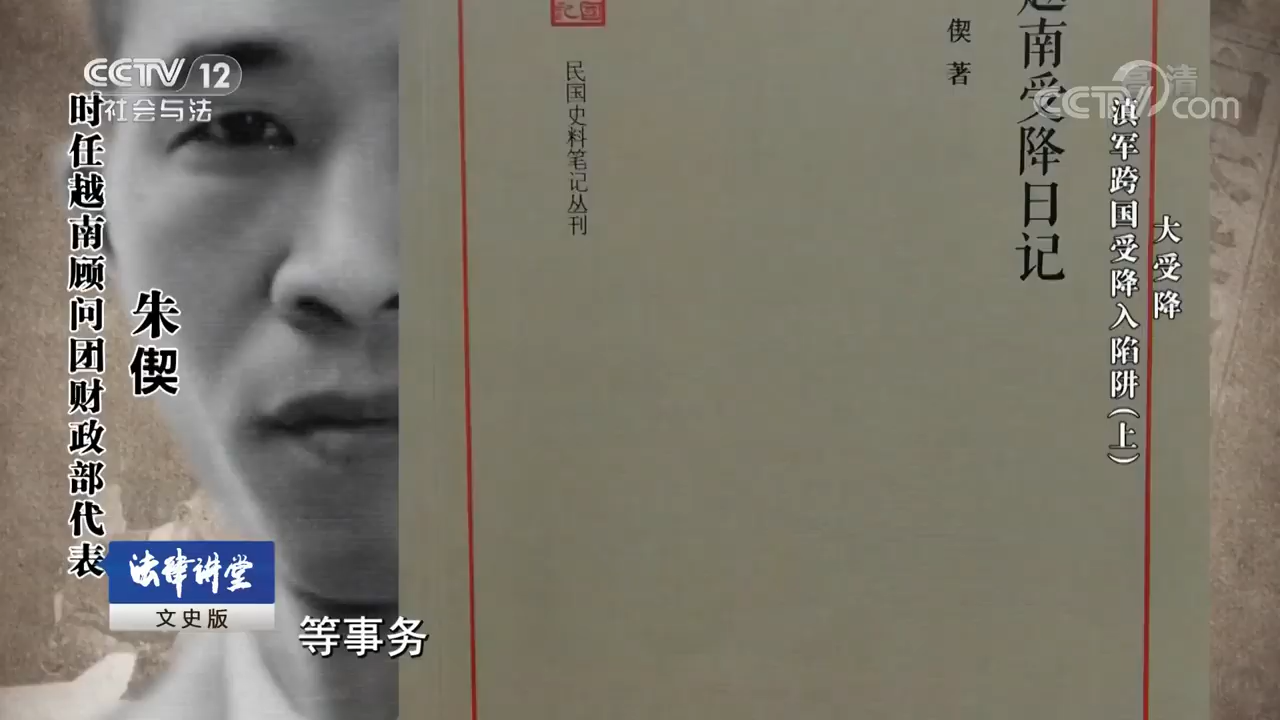 CCTV 12
社会与法
时任越南顾问团财政部代表
朱偰
民国史料笔记丛刊
偰 著
越南受降日记
高清
CCTV.com
大受降
滇军跨国受降入陷阱(上)
法律讲堂
文史版
等事务